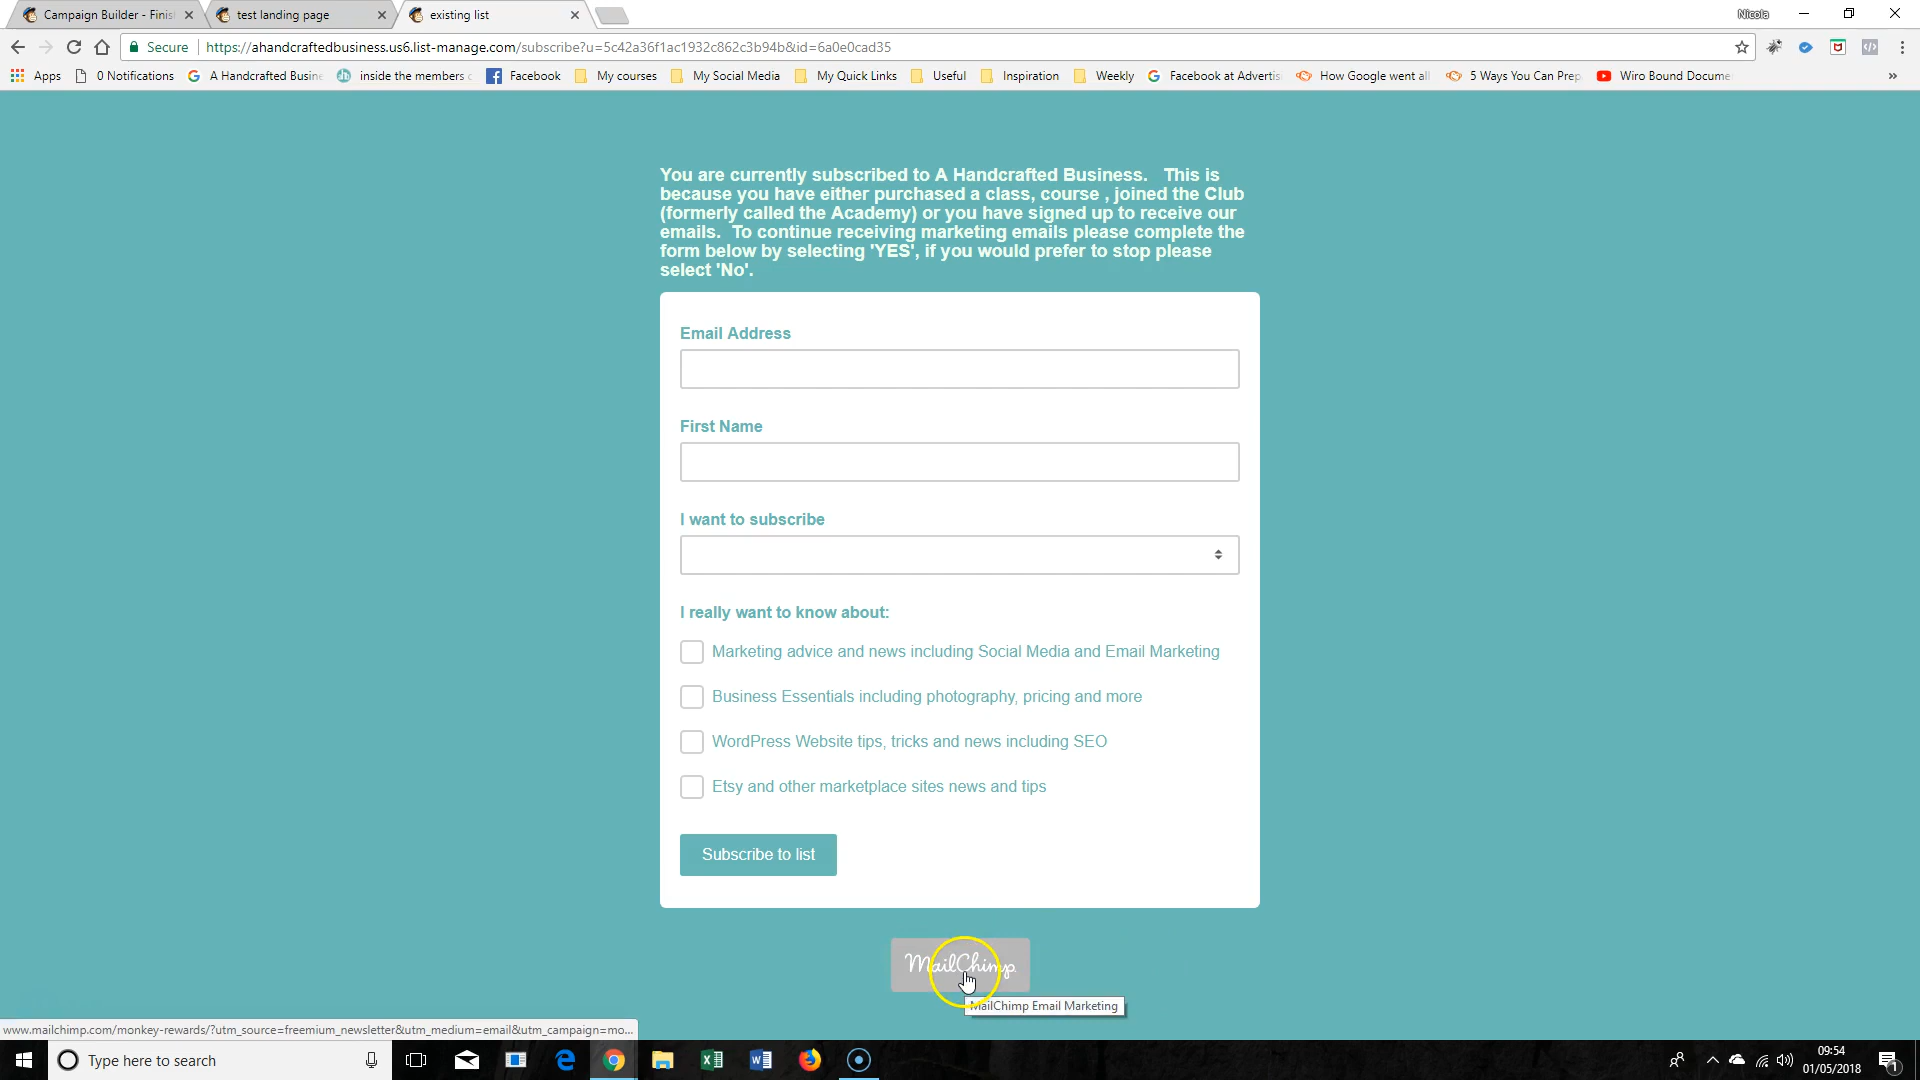 Campaign Builder - Finis
test landing page
existing list
Nicola
Secure
https://ahandcraftedbusiness.us6.list-manage.com/subscribe?u=5c42a36f1ac1932c862c3b94b&id=6a0e0cad35
Apps
0 Notifications
A Handcrafted Busine
inside the members c
Facebook
My courses
My Social Media
My Quick Links
Useful
Inspiration
Weekly
Facebook at Advertis
How Google went all
5 Ways You Can Prep
Wiro Bound Docume
You are currently subscribed to A Handcrafted Business. This is
because you have either purchased a class, course , joined the Club
(formerly called the Academy) or you have signed up to receive our
emails. To continue receiving marketing emails please complete the
form below by selecting 'YES', if you would prefer to stop please
select 'No'.
Email Address
First Name
I want to subscribe
I really want to know about:
Marketing advice and news including Social Media and Email Marketing
Business Essentials including photography, pricing and more
WordPress Website tips, tricks and news including SEO
Etsy and other marketplace sites news and tips
Subscribe to list
MailChimp
MailChimp Email Marketing
www.mailchimp.com/monkey-rewards/?utm_source=freemium_newsletter&utm_medium=email&utm_campaign=mo...
Type here to search
09:54
01/05/2018
1